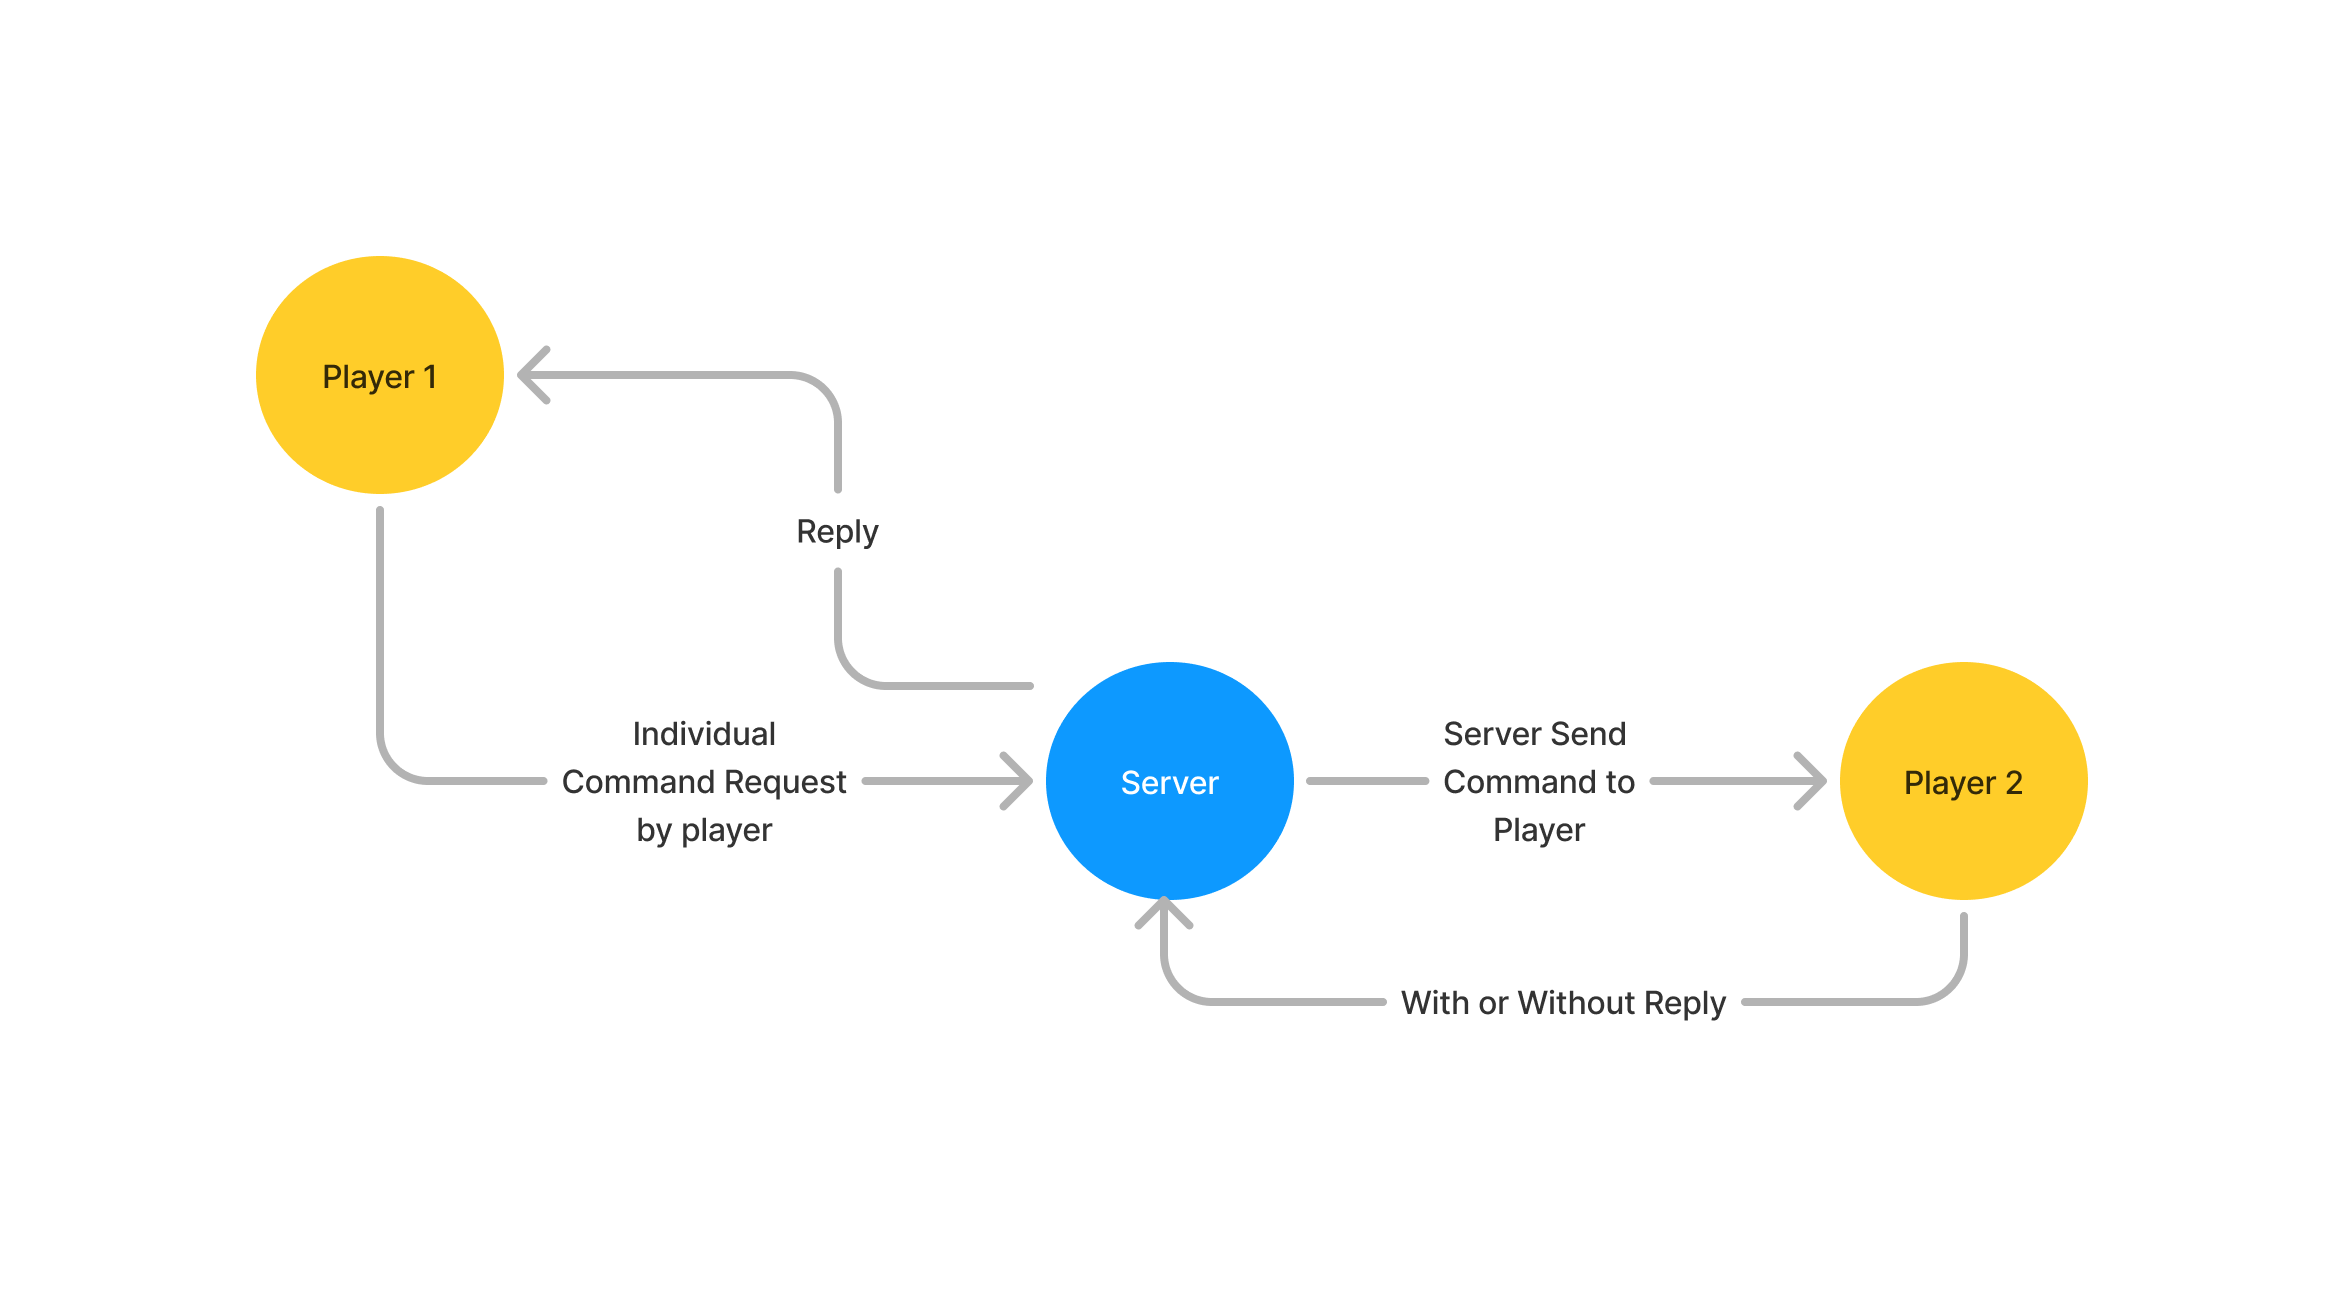 Player 1
Reply
Individual
Command Request
by player
Server
Server Send
Command to
Player
Player 2
With or Without Reply